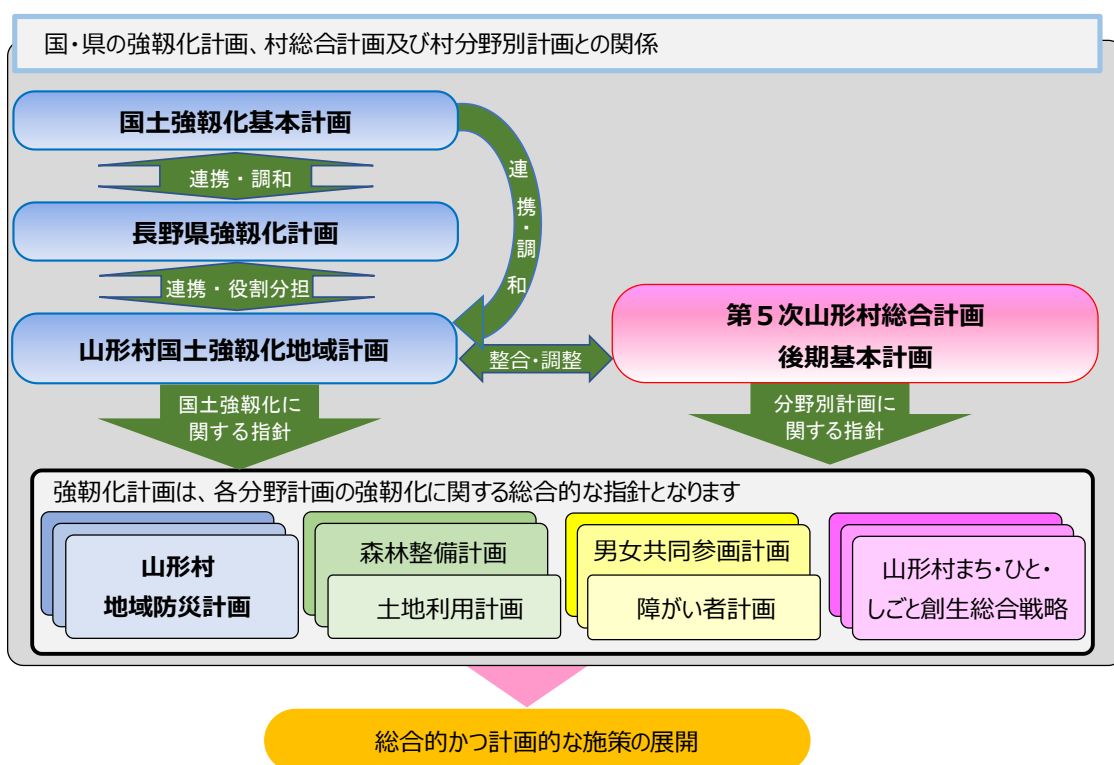 国・県の強靱化計画、村総合計画及び村分野別計画との関係
国土強靱化基本計画
連携・調和
連携・調和
長野県強靱化計画
連携・役割分担
山形村国土強靱化地域計画
整合・調整
第５次山形村総合計画
後期基本計画
国土強靱化に
関する指針
分野別計画に
関する指針
強靱化計画は、各分野計画の強靱化に関する総合的な指針となります
山形村
地域防災計画
森林整備計画
土地利用計画
男女共同参画計画
障がい者計画
山形村まち・ひと・
しごと創生総合戦略
総合的かつ計画的な施策の展開